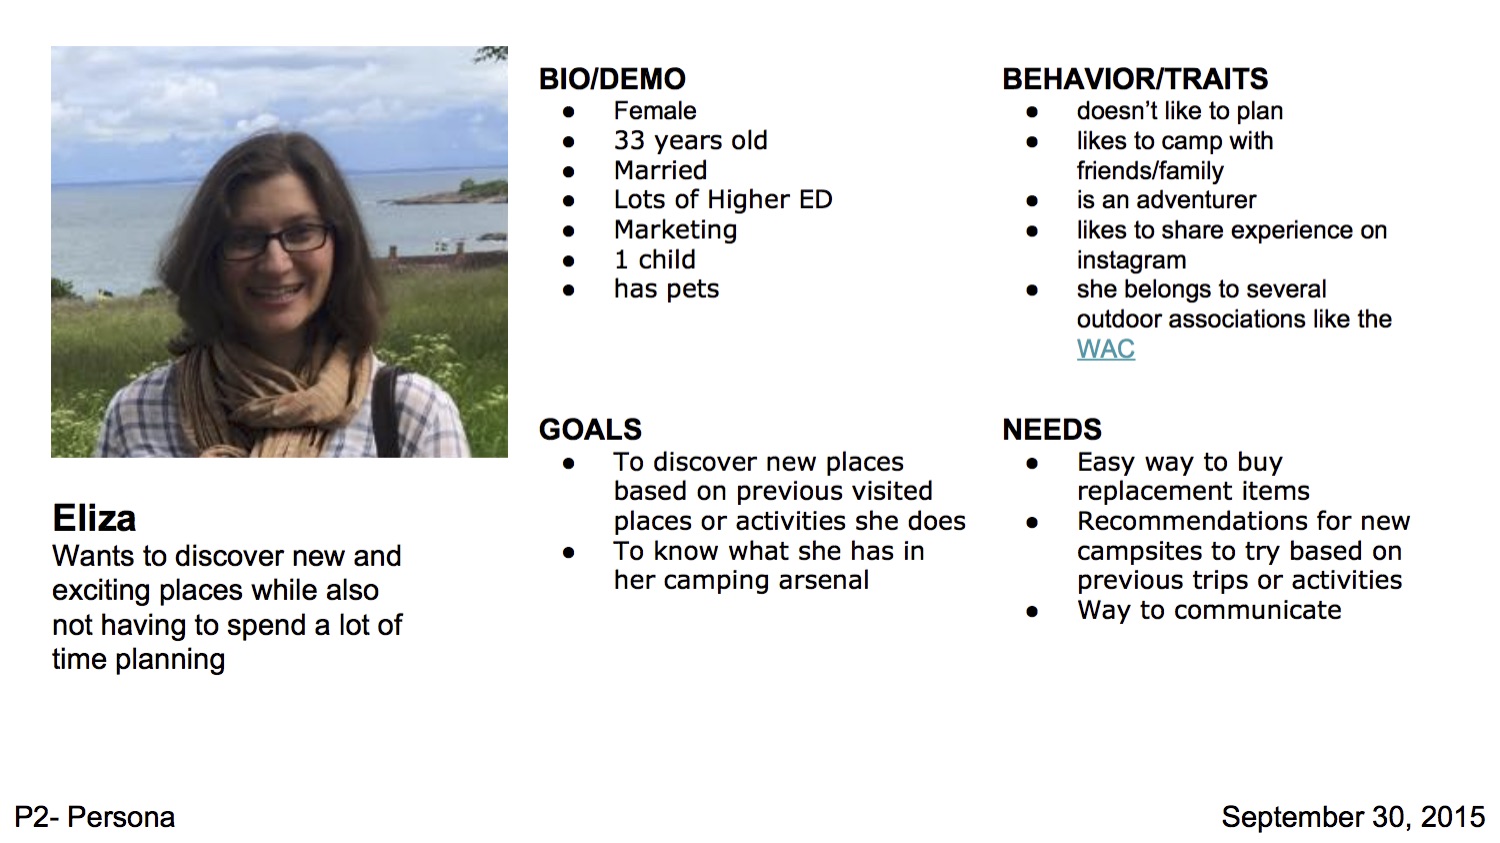 BIO/DEMO
● Female
● 33 years old
● Married
● Lots of Higher ED
● Marketing
● 1 child
● has pets
BEHAVIOR/TRAITS
● doesn’t like to plan
● likes to camp with
friends/family
● is an adventurer
● likes to share experience on
instagram
● she belongs to several
outdoor associations like the
WAC
Eliza
Wants to discover new and
exciting places while also
not having to spend a lot of
time planning
GOALS
● To discover new places
based on previous visited
places or activities she does
● To know what she has in
her camping arsenal
NEEDS
● Easy way to buy
replacement items
● Recommendations for new
campsites to try based on
previous trips or activities
● Way to communicate
P2- Persona
September 30, 2015